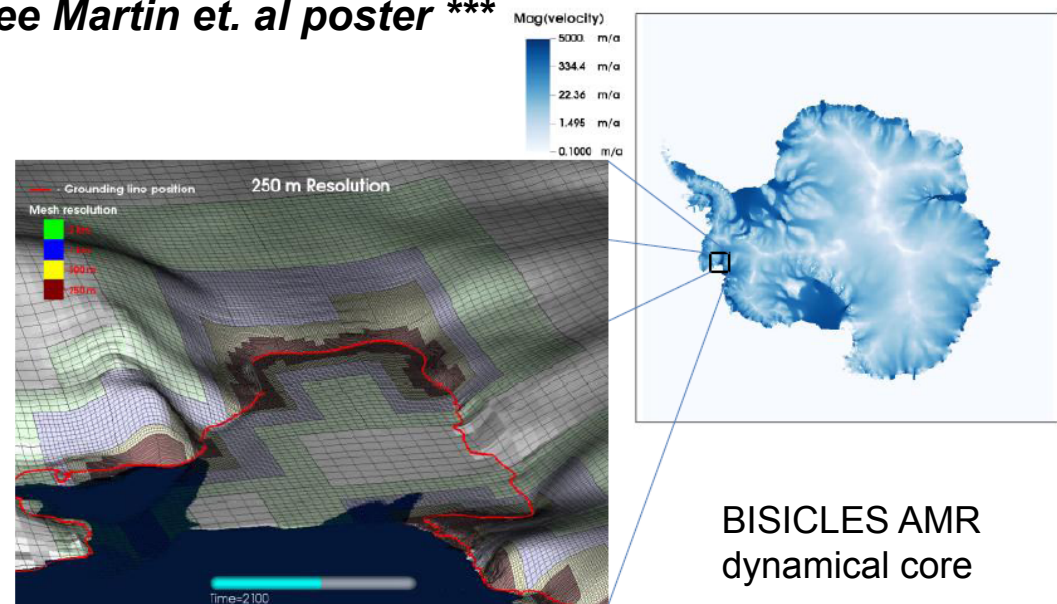 ee Martin et. al poster ***
Mag(velocity)
5000. m/a
334.4 m/a
22.36 m/a
1.495 m/a
0.1000 m/a
- Grounding line position
250 m Resolution
Mesh resolution
250 m
BISICLES AMR
dynamical core
Time=2100